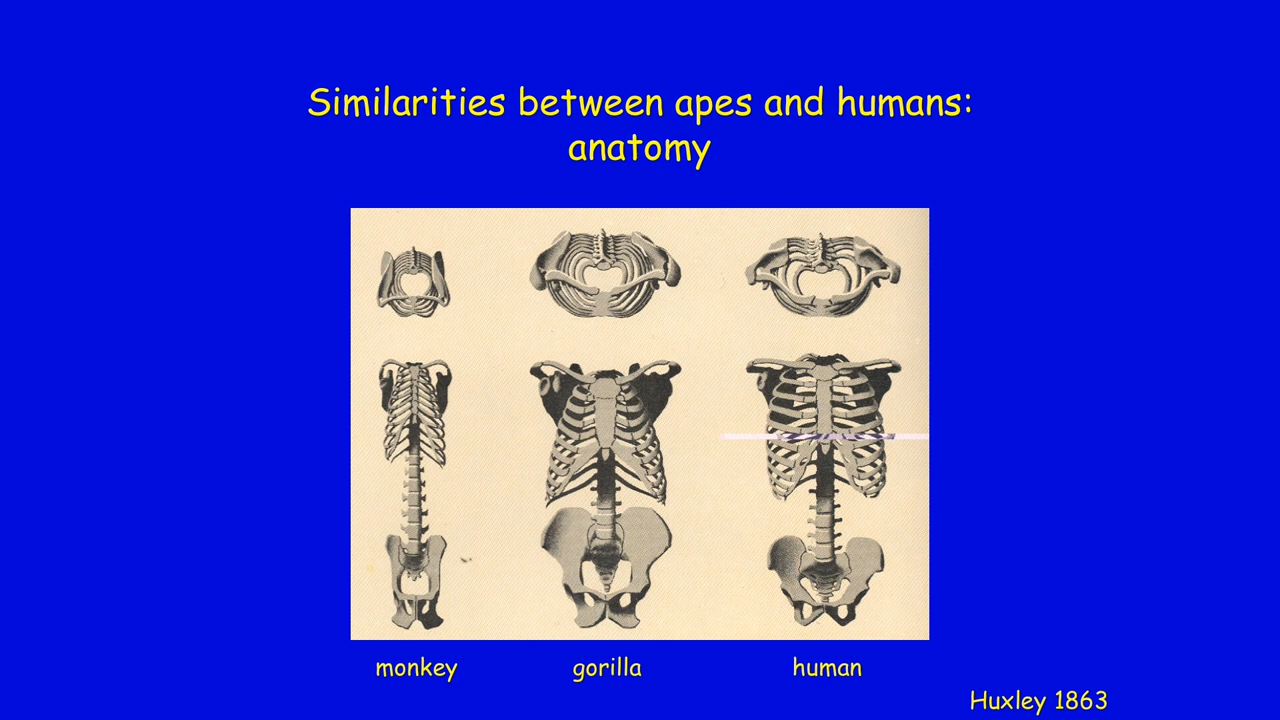 Similarities between apes and humans:
anatomy
monkey
gorilla
human
Huxley 1863